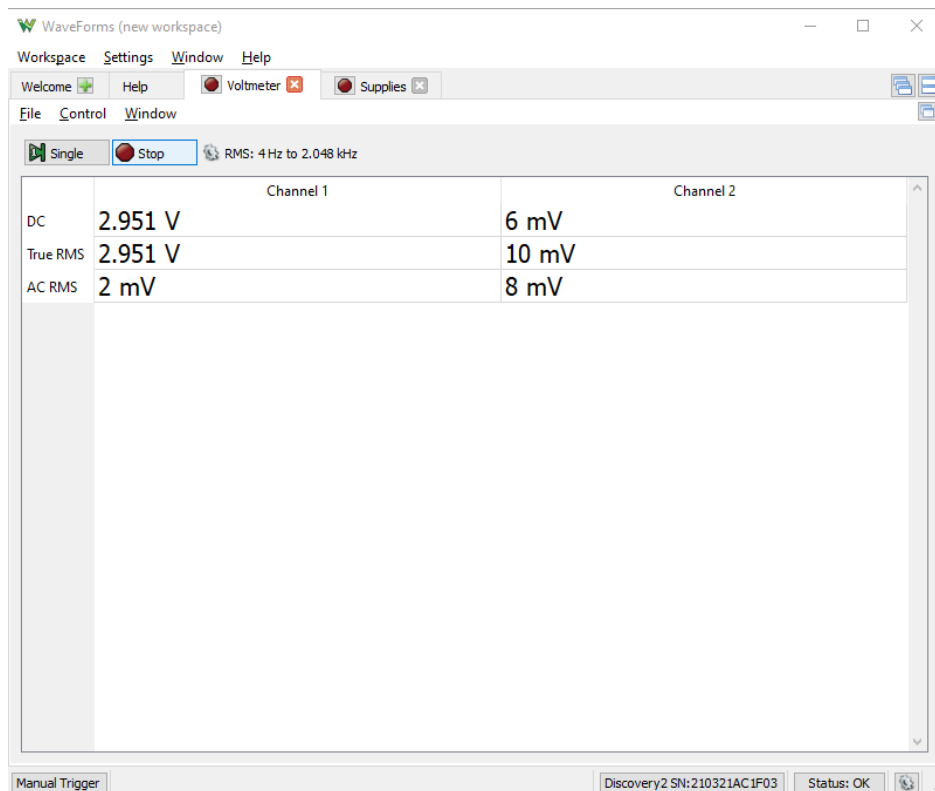 WaveForms (new workspace)
Workspace Settings Window Help
Welcome Help Voltmeter Supplies
File Control Window
Single Stop RMS: 4 Hz to 2.048 kHz
Channel 1 Channel 2
DC 2.951 V 6 mV
True RMS 2.951 V 10 mV
AC RMS 2 mV 8 mV
Manual Trigger Discovery2 SN:210321AC1F03 Status: OK